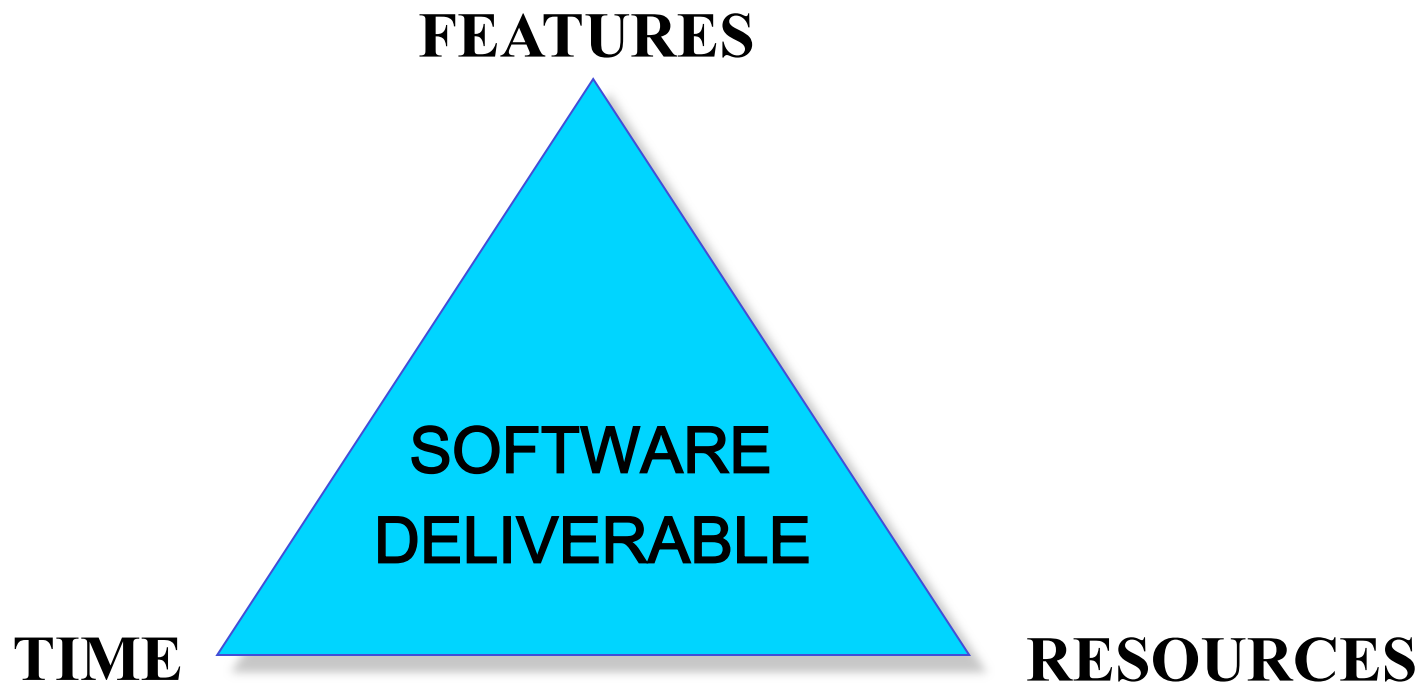 FEATURES
SOFTWARE
DELIVERABLE
TIME
RESOURCES